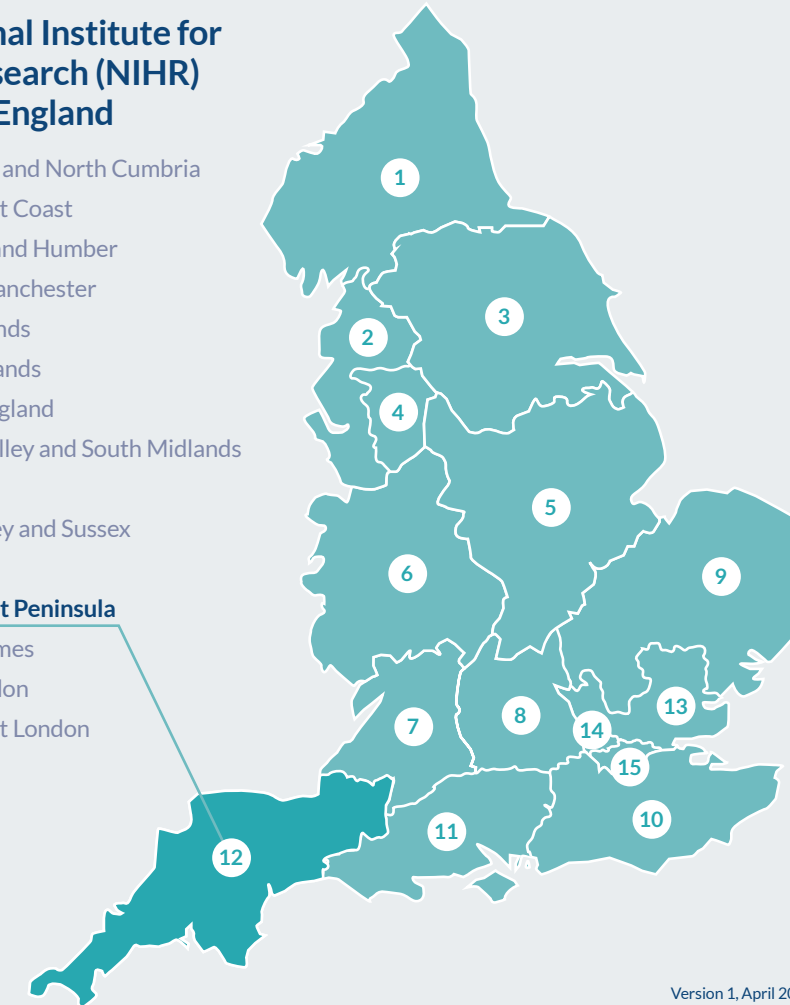 nal Institute for
search (NIHR)
England
and North Cumbria
t Coast
and Humber
anchester
nds
ands
gland
lley and South Midlands
ey and Sussex
t Peninsula
mes
don
t London
1
2
3
4
5
6
9
7
8
13
14
15
10
11
12
Version 1, April 20